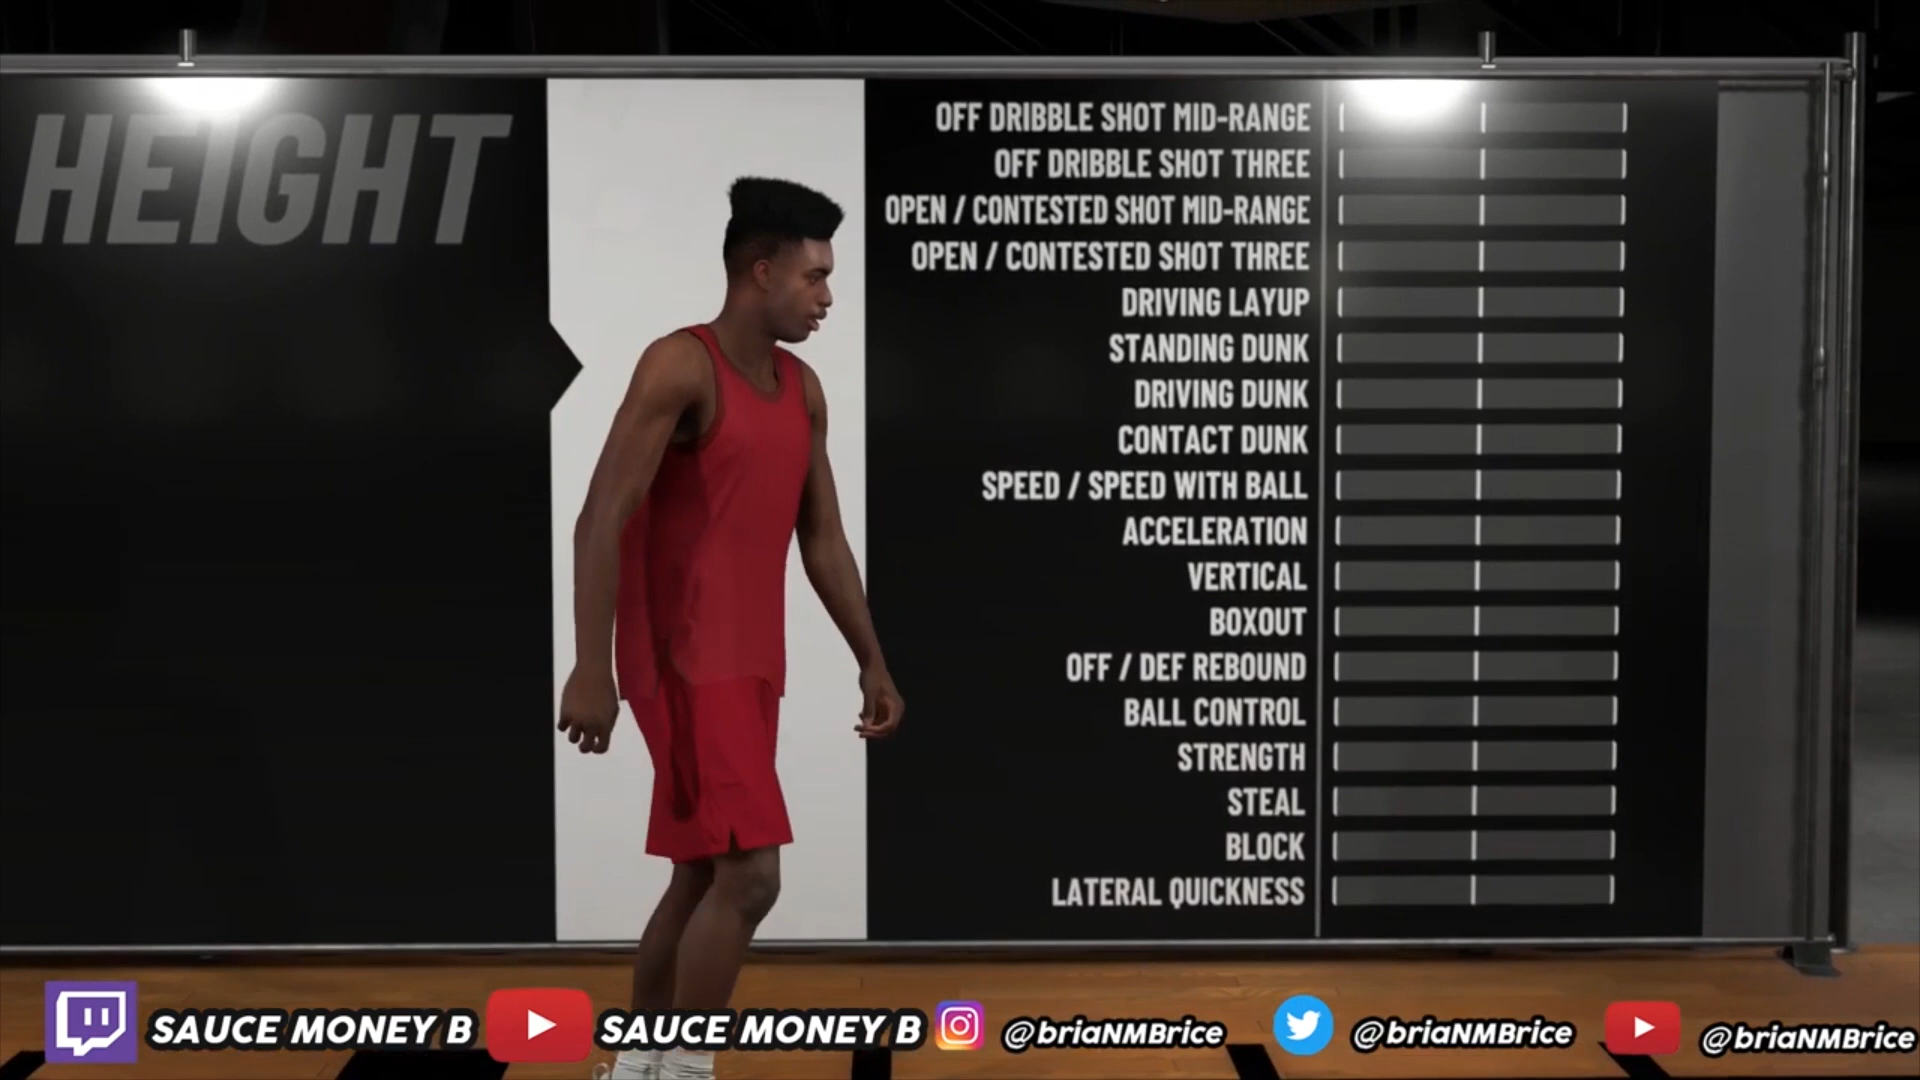 HEIGHT
OFF DRIBBLE SHOT MID-RANGE
OFF DRIBBLE SHOT THREE
OPEN / CONTESTED SHOT MID-RANGE
OPEN / CONTESTED SHOT THREE
DRIVING LAYUP
STANDING DUNK
DRIVING DUNK
CONTACT DUNK
SPEED / SPEED WITH BALL
ACCELERATION
VERTICAL
BOXOUT
OFF / DEF REBOUND
BALL CONTROL
STRENGTH
STEAL
BLOCK
LATERAL QUICKNESS
SAUCE MONEY B SAUCE MONEY B @briaNMBrice @briaNMBrice @briaNMBrice